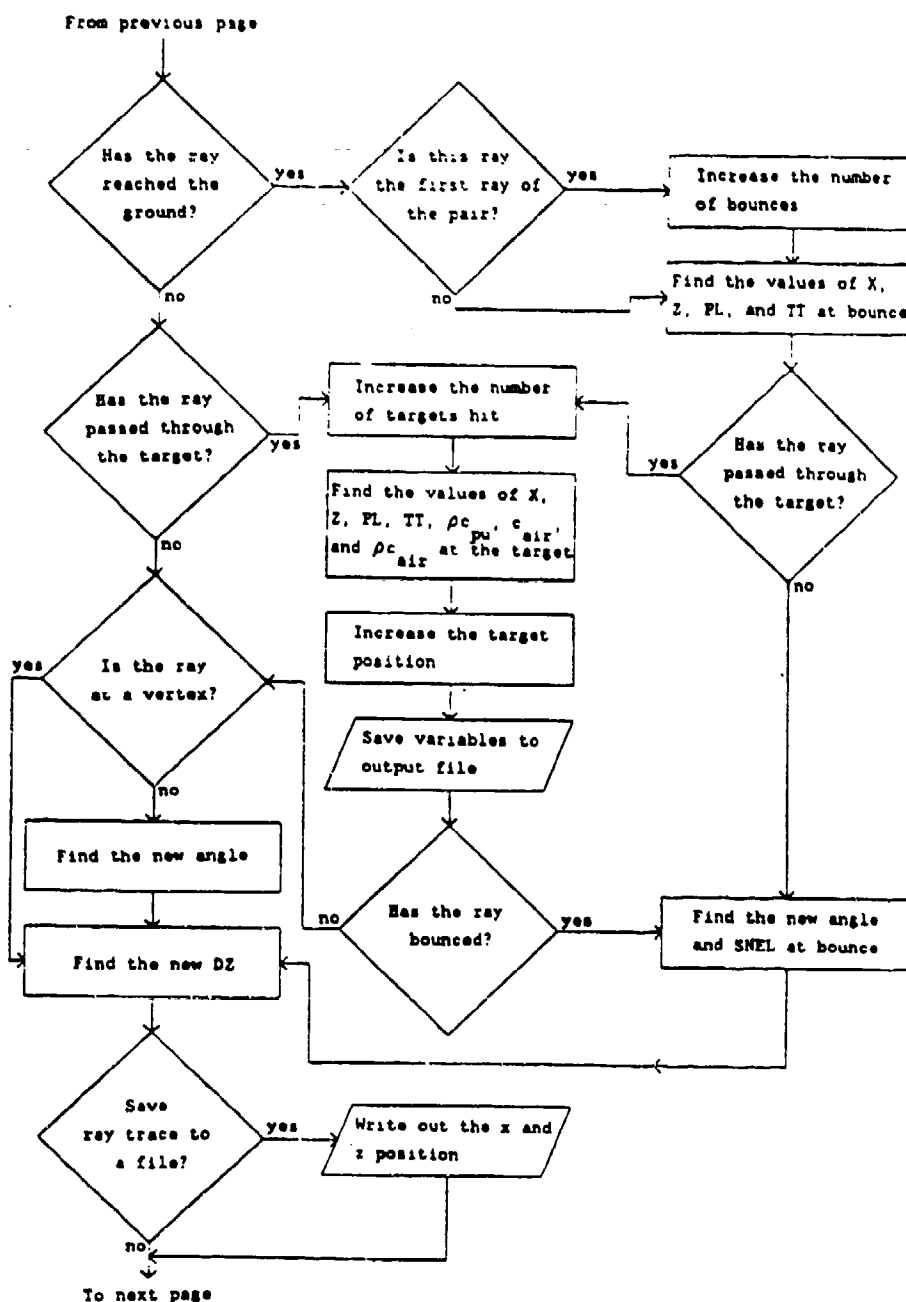 From previous page
Has the ray
reached the
ground?
yes
no
Is this ray
the first ray of
the pair?
yes
no
Increase the number
of bounces
Find the values of X,
Z, PL, and TT at bounce
Has the ray
passed through
the target?
yes
no
Increase the number
of targets hit
Has the ray
passed through
the target?
yes
no
Find the values of X,
Z, PL, TT, ρc_pu, c_air,
and ρc_air at the target
Increase the target
position
Is the ray
at a vertex?
yes
no
Save variables to
output file
Find the new angle
Has the ray
bounced?
no
yes
Find the new angle
and SNEL at bounce
Find the new DZ
Save
ray trace to
a file?
yes
no
Write out the x and
z position
To next page